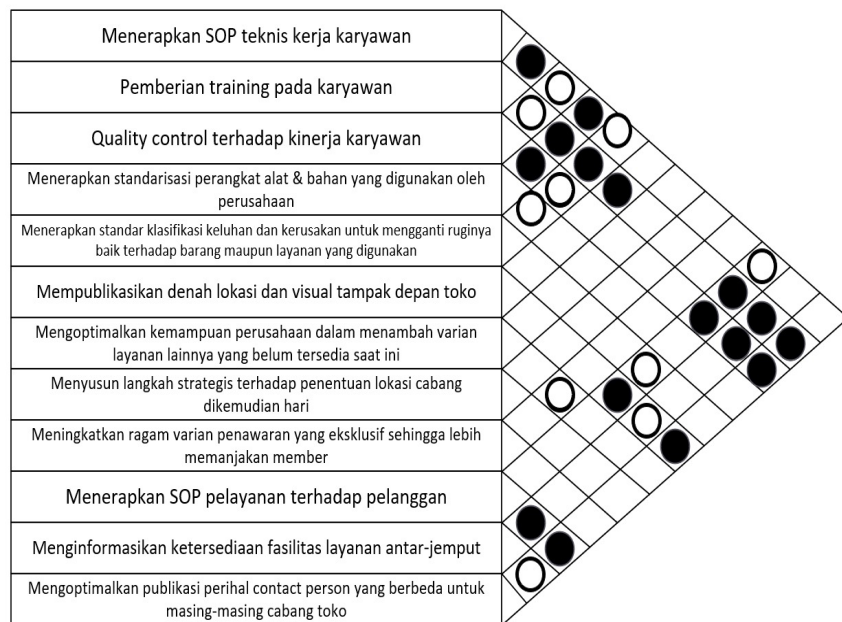 Menerapkan SOP teknis kerja karyawan
Pemberian training pada karyawan
Quality control terhadap kinerja karyawan
Menerapkan standarisasi perangkat alat & bahan yang digunakan oleh
perusahaan
Menerapkan standar klasifikasi keluhan dan kerusakan untuk mengganti ruginya
baik terhadap barang maupun layanan yang digunakan
Mempublikasikan denah lokasi dan visual tampak depan toko
Mengoptimalkan kemampuan perusahaan dalam menambah varian
layanan lainnya yang belum tersedia saat ini
Menyusun langkah strategis terhadap penentuan lokasi cabang
dikemudian hari
Meningkatkan ragam varian penawaran yang eksklusif sehingga lebih
memanjakan member
Menerapkan SOP pelayanan terhadap pelanggan
Menginformasikan ketersediaan fasilitas layanan antar-jemput
Mengoptimalkan publikasi perihal contact person yang berbeda untuk
masing-masing cabang toko